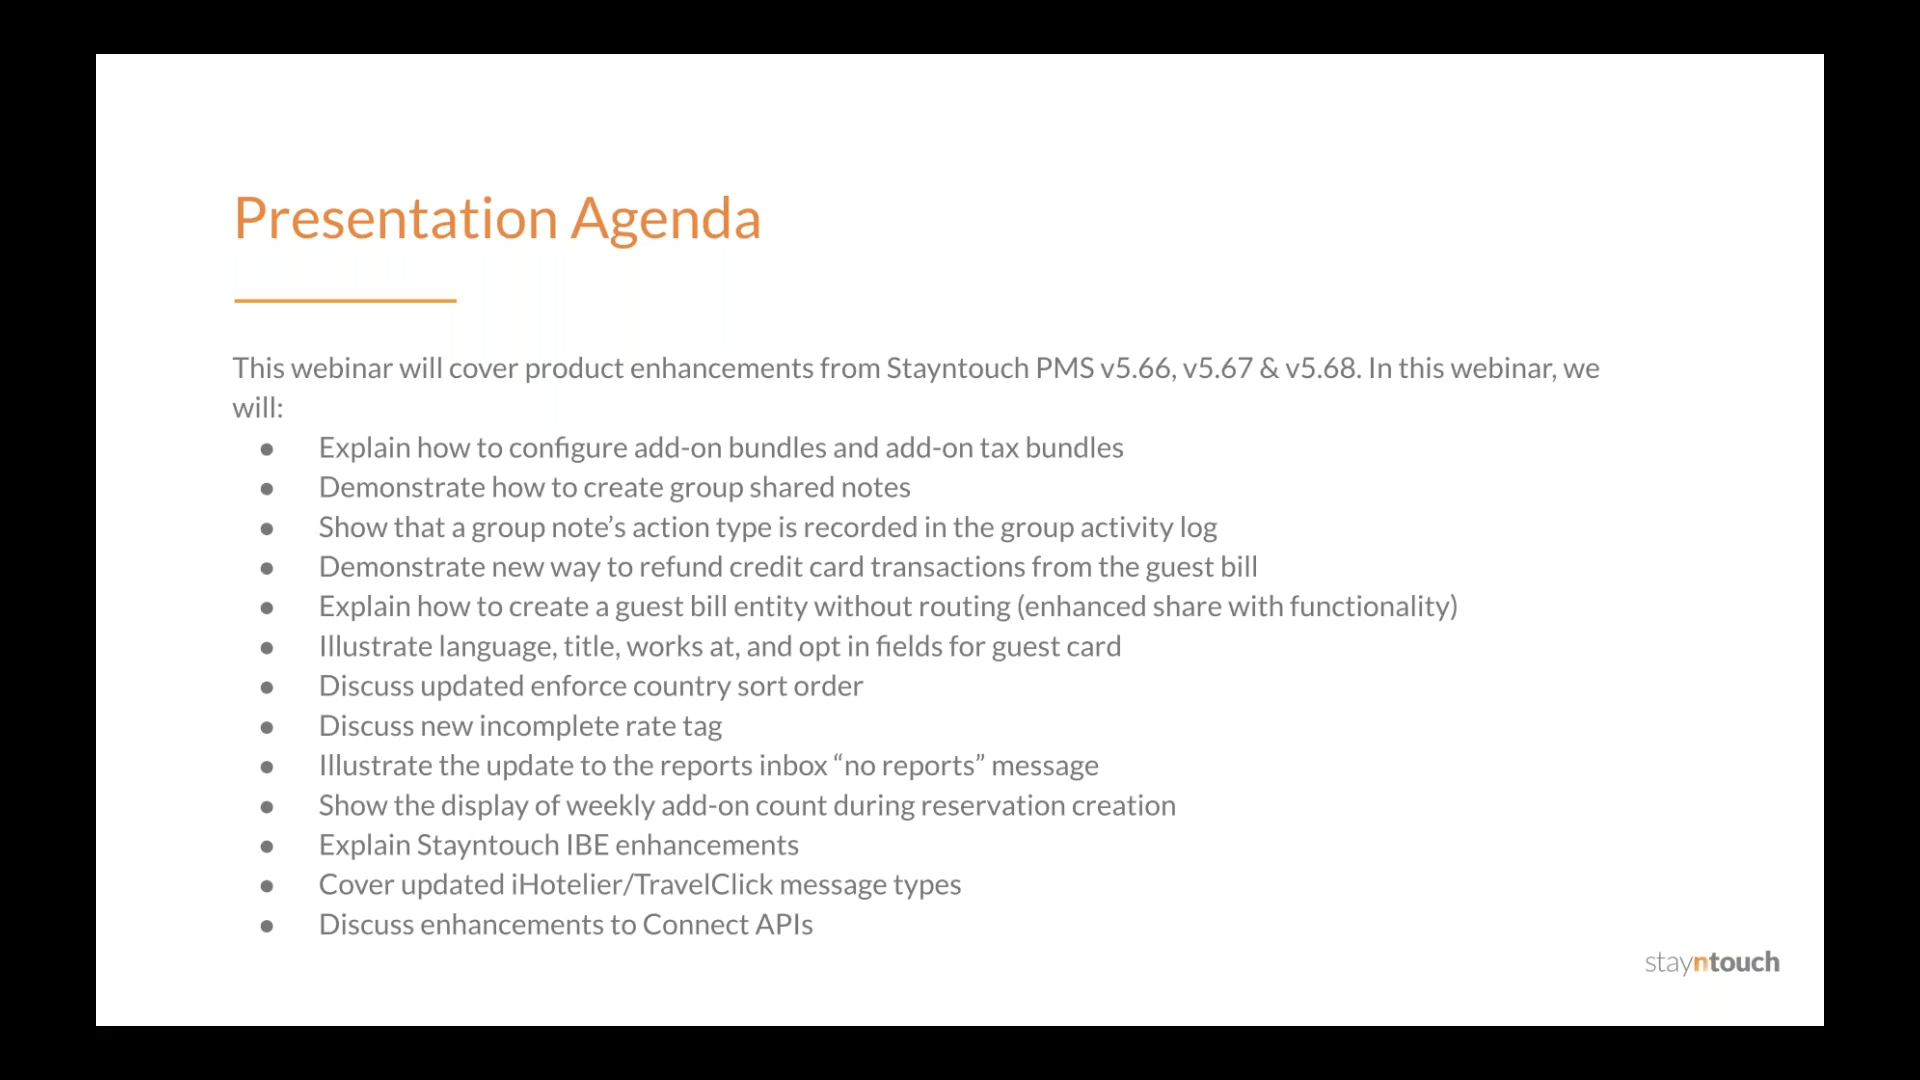 Presentation Agenda
This webinar will cover product enhancements from Stayntouch PMS v5.66, v5.67 & v5.68. In this webinar, we
will:
● Explain how to configure add-on bundles and add-on tax bundles
● Demonstrate how to create group shared notes
● Show that a group note’s action type is recorded in the group activity log
● Demonstrate new way to refund credit card transactions from the guest bill
● Explain how to create a guest bill entity without routing (enhanced share with functionality)
● Illustrate language, title, works at, and opt in fields for guest card
● Discuss updated enforce country sort order
● Discuss new incomplete rate tag
● Illustrate the update to the reports inbox “no reports” message
● Show the display of weekly add-on count during reservation creation
● Explain Stayntouch IBE enhancements
● Cover updated iHotelier/TravelClick message types
● Discuss enhancements to Connect APIs
stayntouch